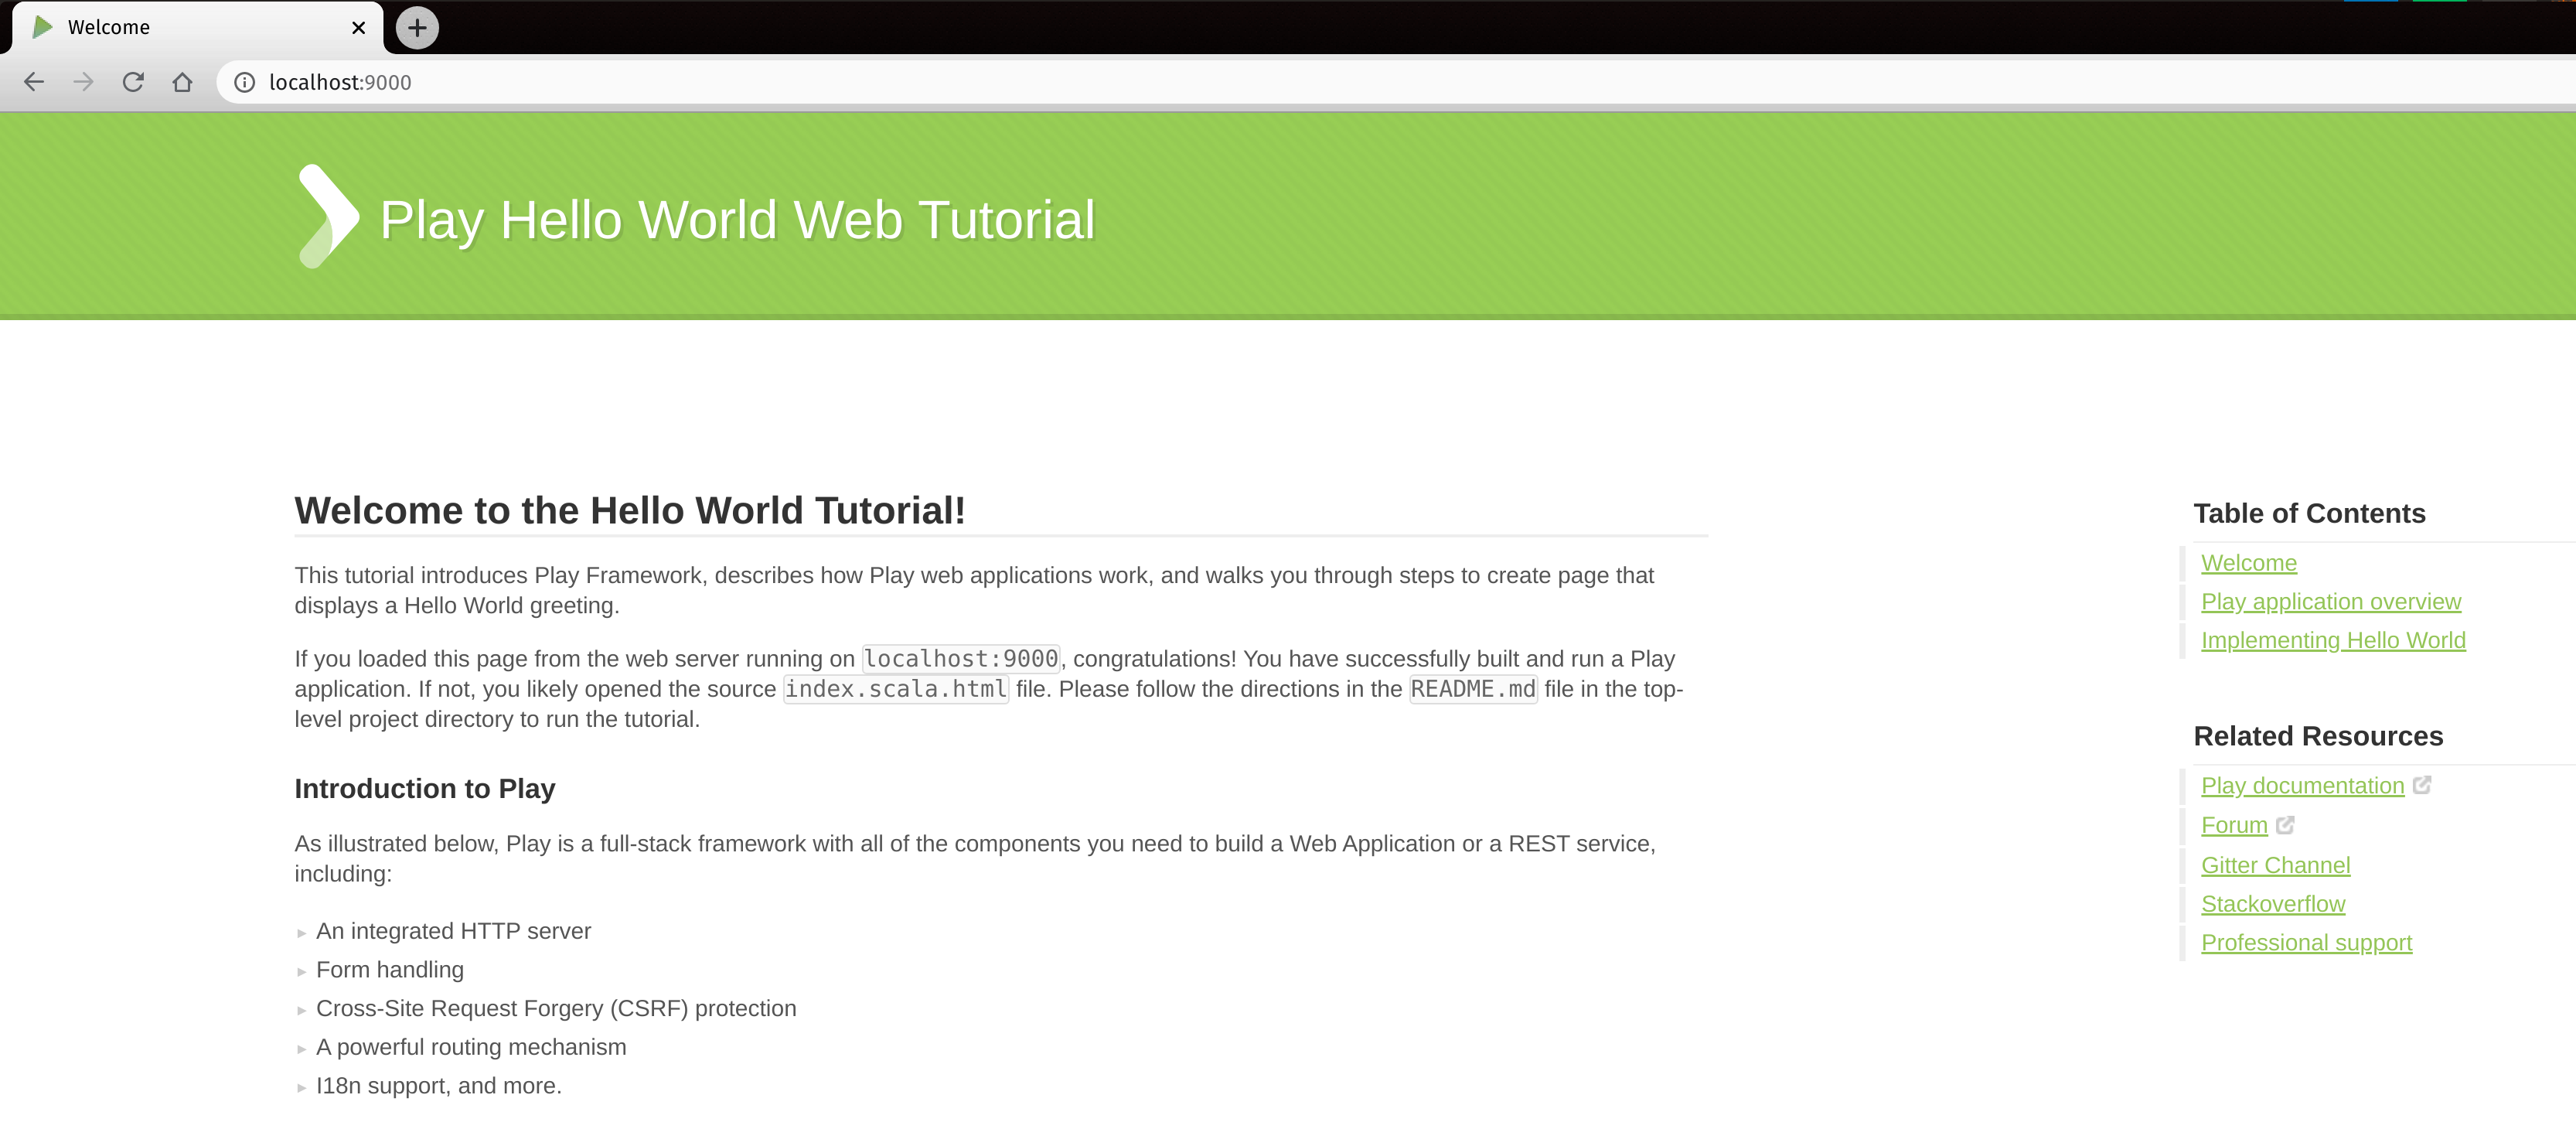 Welcome
localhost:9000
Play Hello World Web Tutorial
Welcome to the Hello World Tutorial!
This tutorial introduces Play Framework, describes how Play web applications work, and walks you through steps to create page that
displays a Hello World greeting.
If you loaded this page from the web server running on localhost:9000, congratulations! You have successfully built and run a Play
application. If not, you likely opened the source index.scala.html file. Please follow the directions in the README.md file in the top-
level project directory to run the tutorial.
Introduction to Play
As illustrated below, Play is a full-stack framework with all of the components you need to build a Web Application or a REST service,
including:
An integrated HTTP server
Form handling
Cross-Site Request Forgery (CSRF) protection
A powerful routing mechanism
I18n support, and more.
Table of Contents
Welcome
Play application overview
Implementing Hello World
Related Resources
Play documentation
Forum
Gitter Channel
Stackoverflow
Professional support